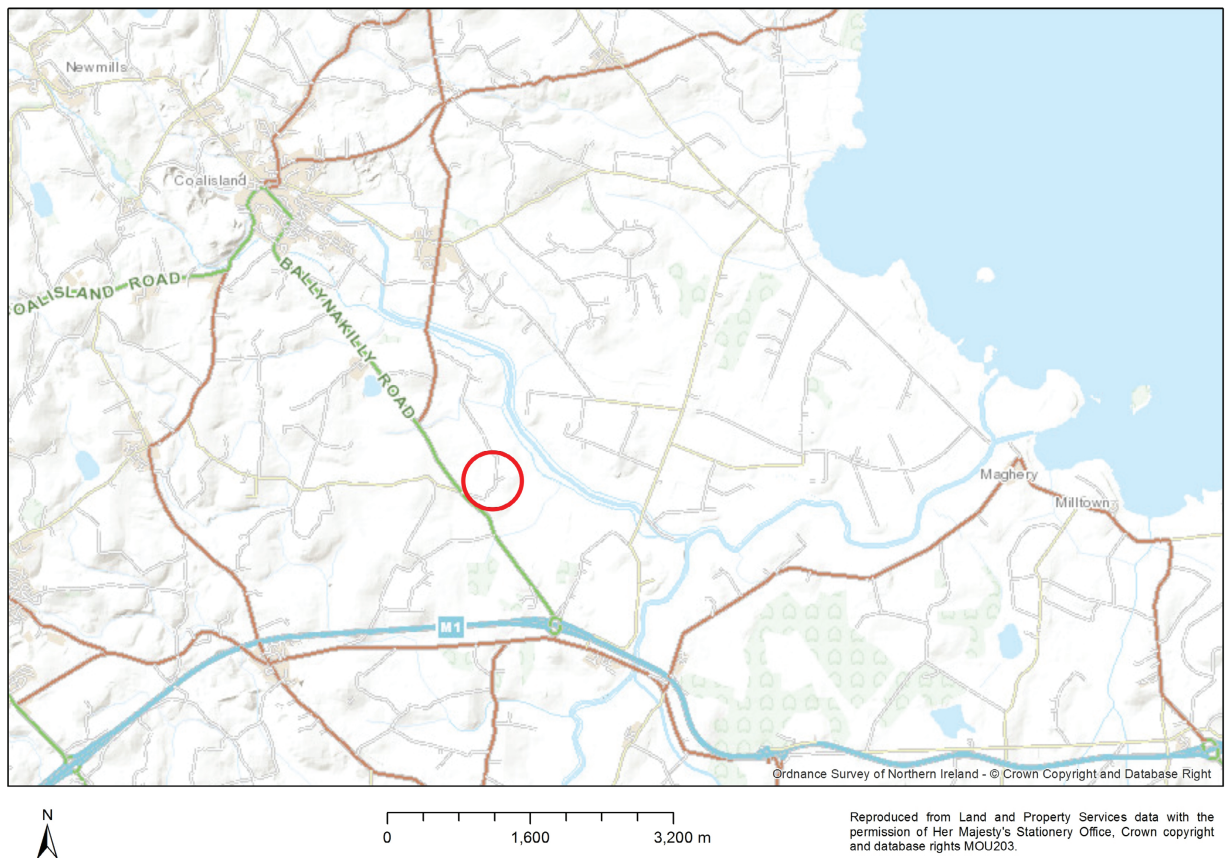 Newmills
Coalisland
OALISLAND ROAD
BALLYNAKILLY ROAD
Maghery
Milltown
M1
Ordnance Survey of Northern Ireland - © Crown Copyright and Database Right
N
0 1,600 3,200 m
Reproduced from Land and Property Services data with the
permission of Her Majesty's Stationery Office, Crown copyright
and database rights MOU203.